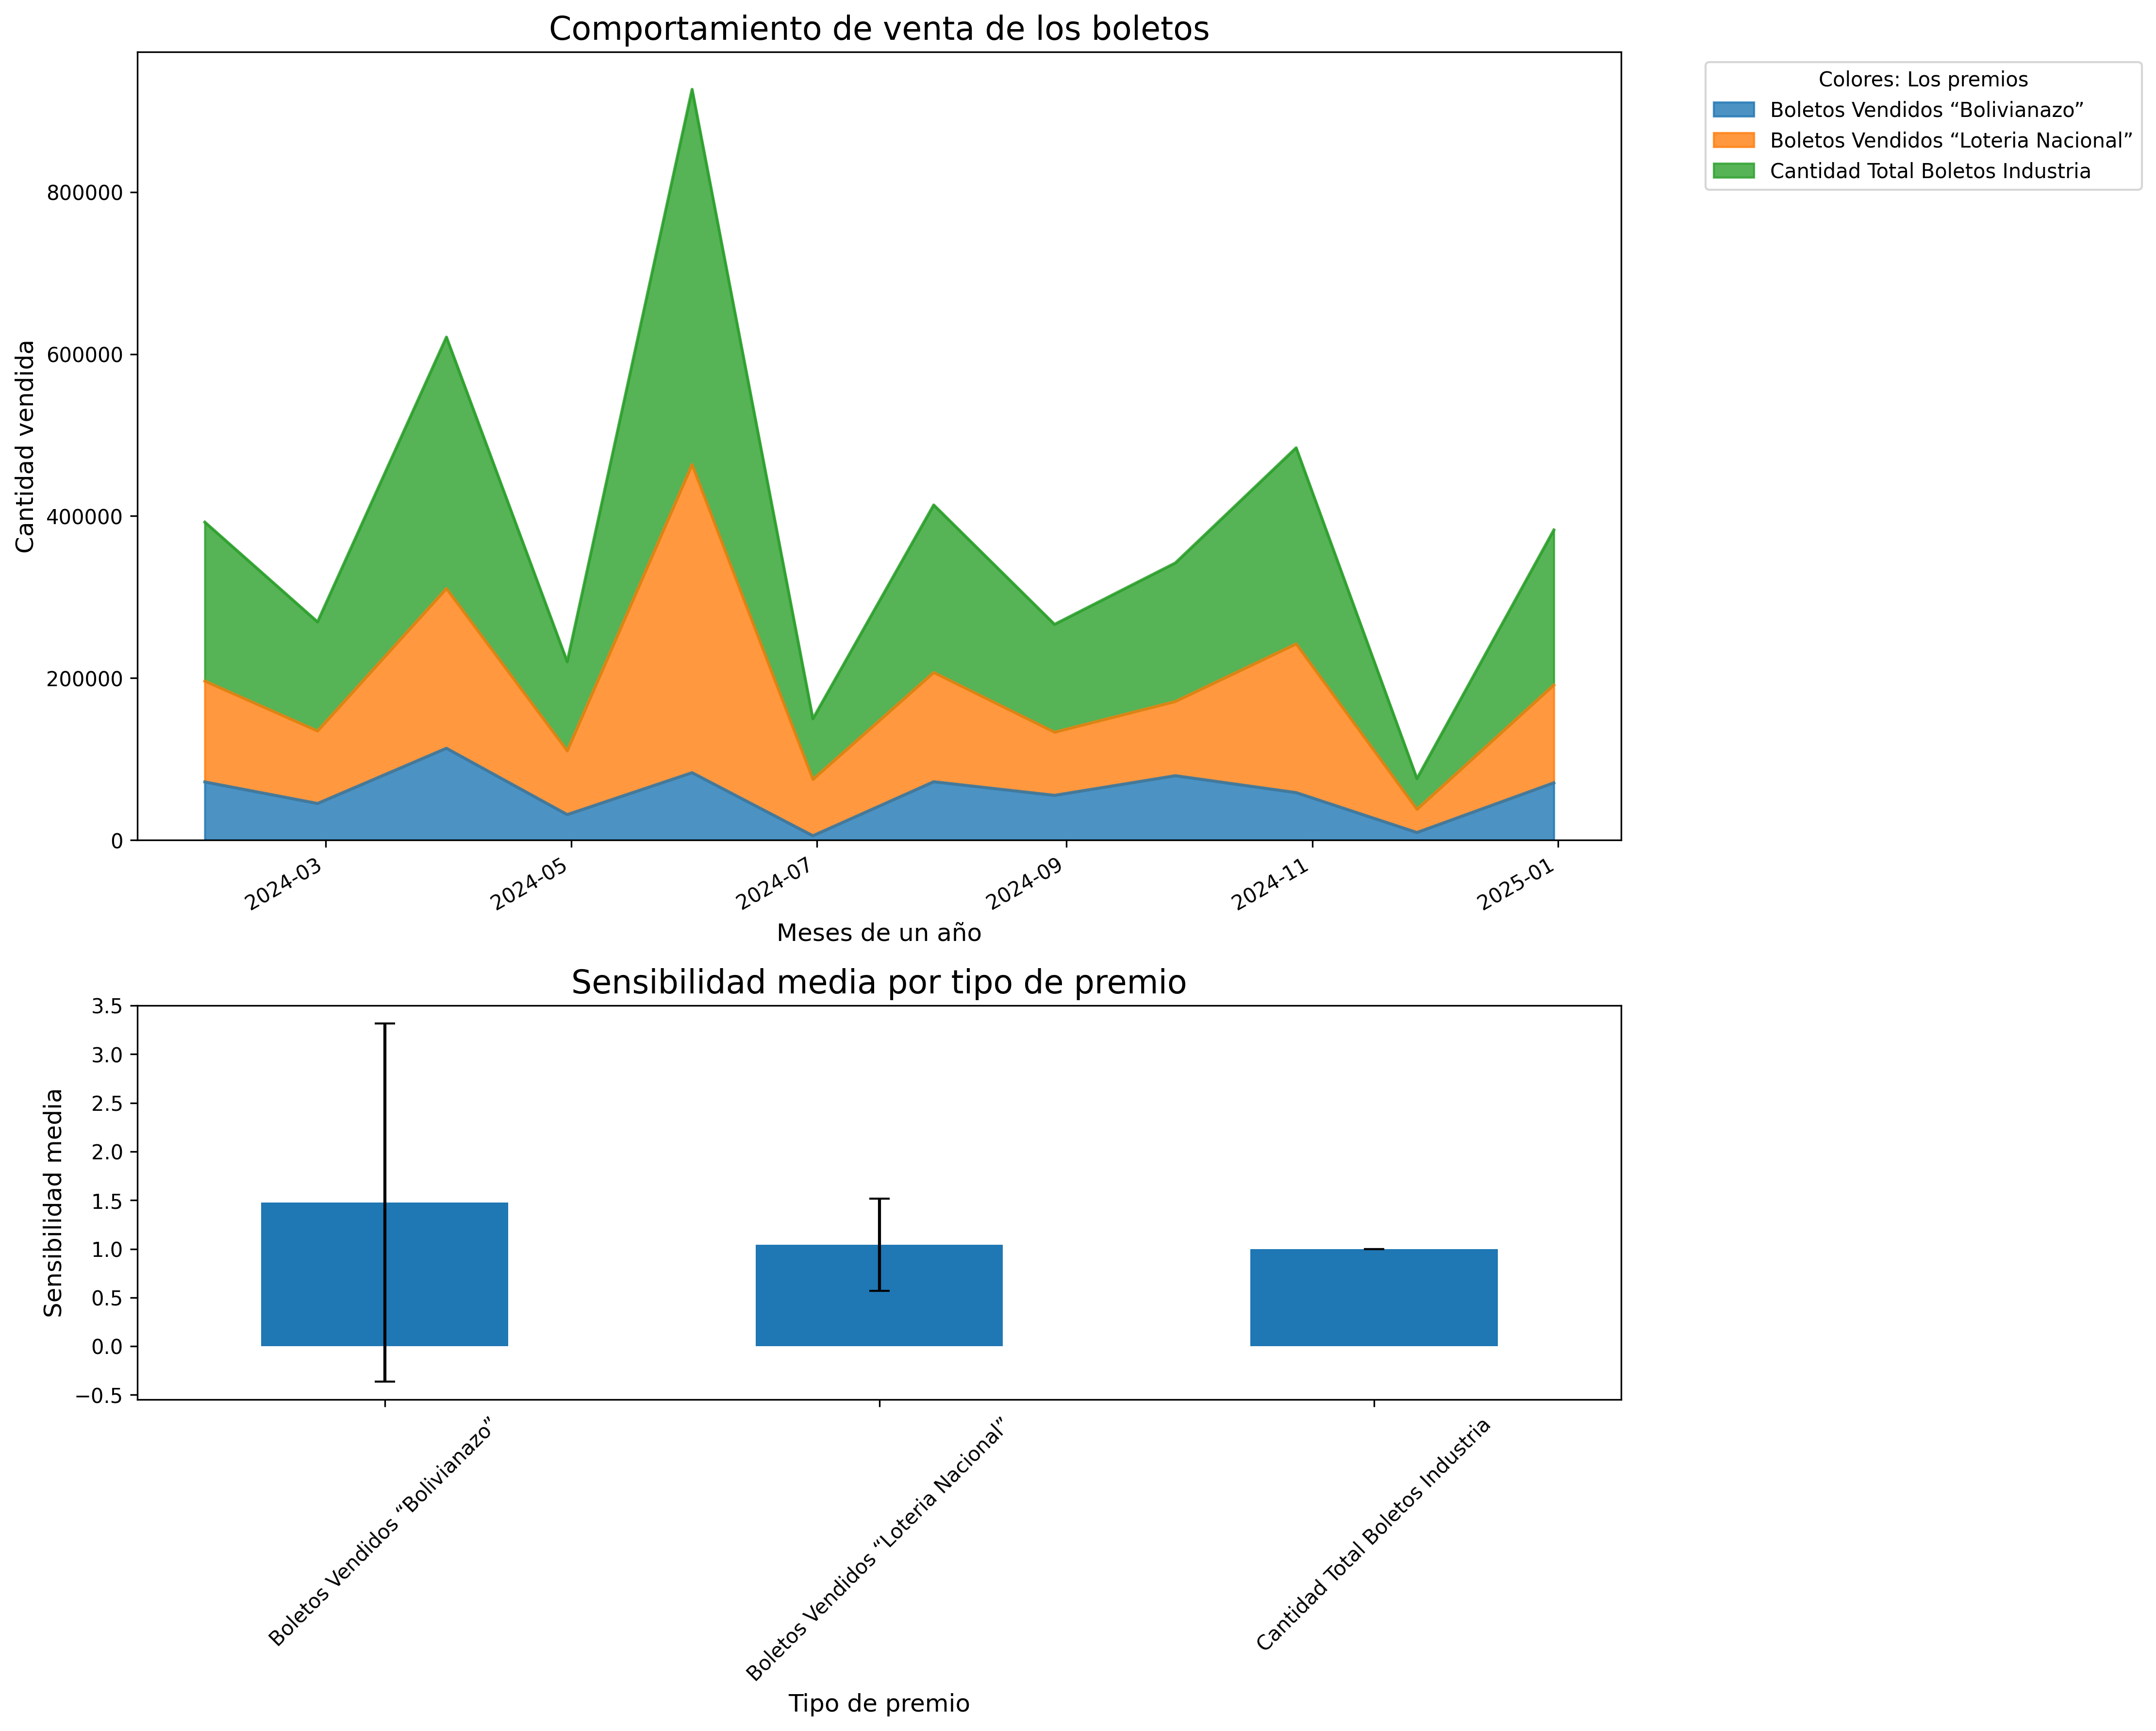 Comportamiento de venta de los boletos
Colores: Los premios
Boletos Vendidos “Bolivianazo”
Boletos Vendidos “Loteria Nacional”
Cantidad Total Boletos Industria
Cantidad vendida
800000
600000
400000
200000
0
2024-03
2024-05
2024-07
2024-09
2024-11
2025-01
Meses de un año
Sensibilidad media por tipo de premio
Sensibilidad media
3.5
3.0
2.5
2.0
1.5
1.0
0.5
0.0
−0.5
Boletos Vendidos “Bolivianazo”
Boletos Vendidos “Loteria Nacional”
Cantidad Total Boletos Industria
Tipo de premio